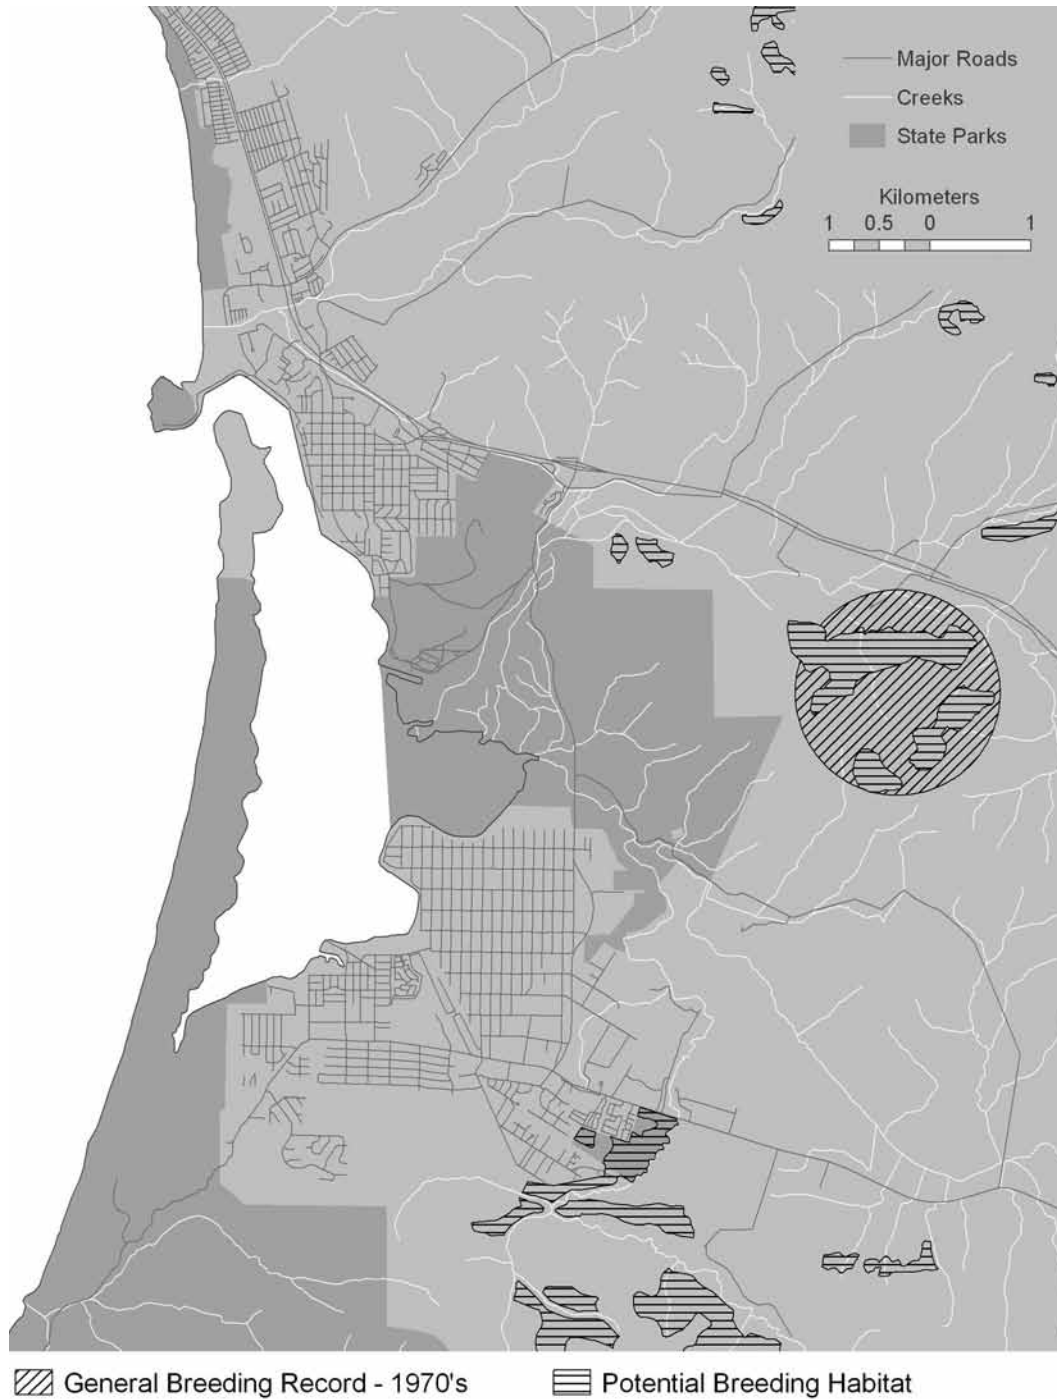 Major Roads
Creeks
State Parks
Kilometers
1 0.5 0 1
General Breeding Record - 1970's
Potential Breeding Habitat